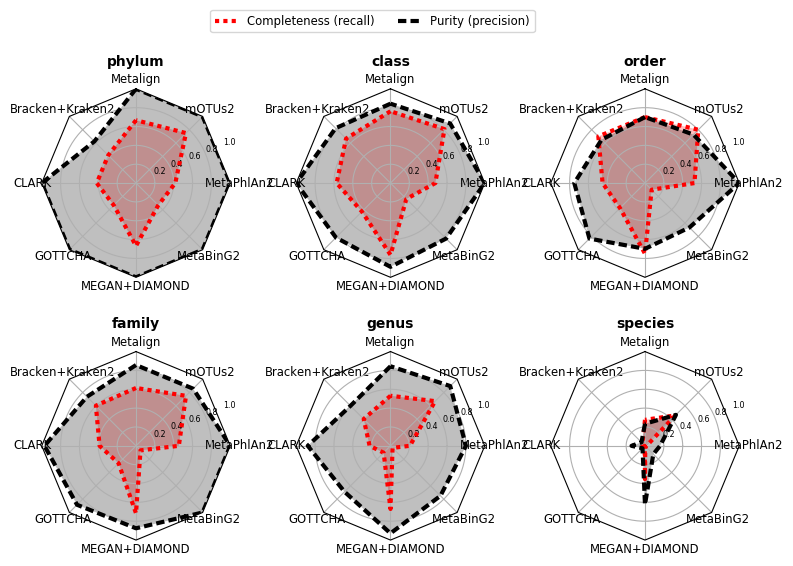 Completeness (recall) Purity (precision)
phylum
Metalign
Bracken+Kraken2 mOTUs2
1.0
0.8
0.6
0.4
0.2
CLARK MetaPhlAn2
GOTTCHA MetaBinG2
MEGAN+DIAMOND
class
Metalign
Bracken+Kraken2 mOTUs2
1.0
0.8
0.6
0.4
0.2
CLARK MetaPhlAn2
GOTTCHA MetaBinG2
MEGAN+DIAMOND
order
Metalign
Bracken+Kraken2 mOTUs2
1.0
0.8
0.6
0.4
0.2
CLARK MetaPhlAn2
GOTTCHA MetaBinG2
MEGAN+DIAMOND
family
Metalign
Bracken+Kraken2 mOTUs2
1.0
0.8
0.6
0.4
0.2
CLARK MetaPhlAn2
GOTTCHA MetaBinG2
MEGAN+DIAMOND
genus
Metalign
Bracken+Kraken2 mOTUs2
1.0
0.8
0.6
0.4
0.2
CLARK MetaPhlAn2
GOTTCHA MetaBinG2
MEGAN+DIAMOND
species
Metalign
Bracken+Kraken2 mOTUs2
1.0
0.8
0.6
0.4
0.2
CLARK MetaPhlAn2
GOTTCHA MetaBinG2
MEGAN+DIAMOND